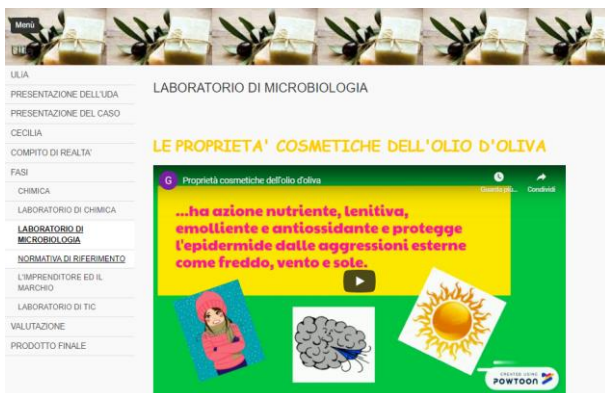 Menù
ULiA
PRESENTAZIONE DELL'UDA
PRESENTAZIONE DEL CASO
CECILIA
COMPITO DI REALTA'
FASI
CHIMICA
LABORATORIO DI CHIMICA
LABORATORIO DI
MICROBIOLOGIA
NORMATIVA DI RIFERIMENTO
L'IMPRENDITORE ED IL
MARCHIO
LABORATORIO DI TIC
VALUTAZIONE
PRODOTTO FINALE
LABORATORIO DI MICROBIOLOGIA
LE PROPRIETA' COSMETICHE DELL'OLIO D'OLIVA
G Proprietà cosmetiche dell'olio d'oliva
Guarda più... Condividi
...ha azione nutriente, lenitiva,
emolliente e antiossidante e protegge
l'epidermide dalle aggressioni esterne
come freddo, vento e sole.
CREATED USING
POWTOON